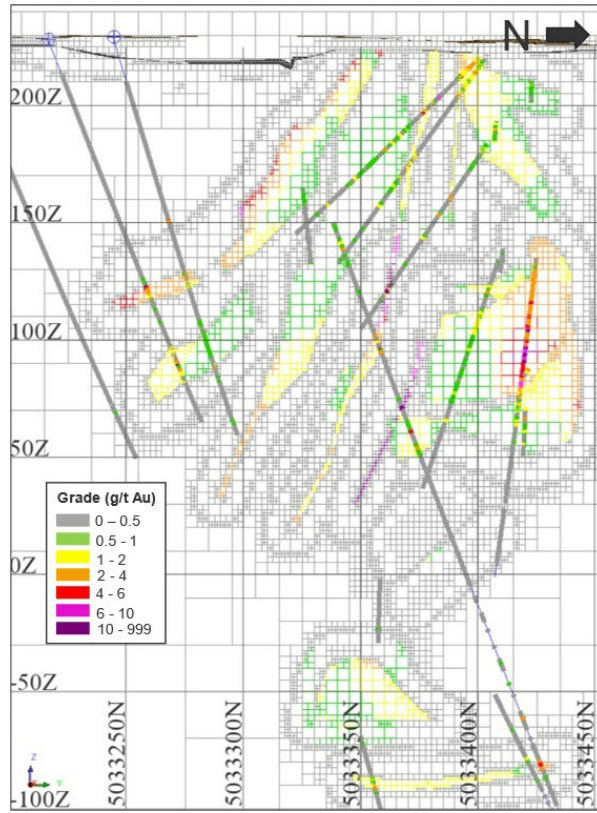 N
200Z
150Z
100Z
50Z
0Z
-50Z
-100Z
Grade (g/t Au)
0 – 0.5
0.5 - 1
1 - 2
2 - 4
4 - 6
6 - 10
10 - 999
5033250N
5033300N
5033350N
5033400N
5033450N
Z
Y